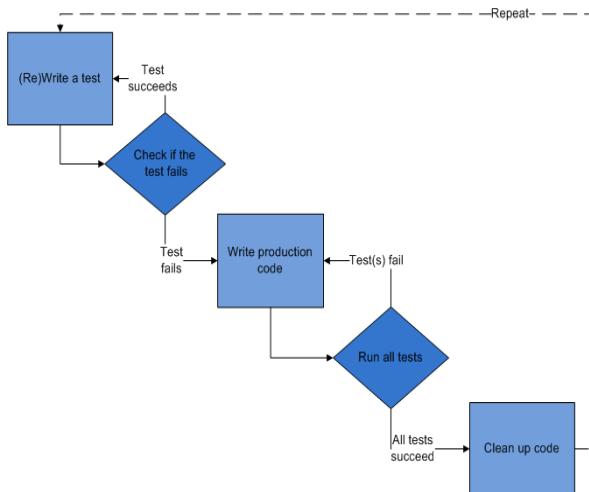 Repeat
(Re)Write a test
Test
succeeds
Check if the
test fails
Test
fails
Write production
code
Test(s) fail
Run all tests
All tests
succeed
Clean up code